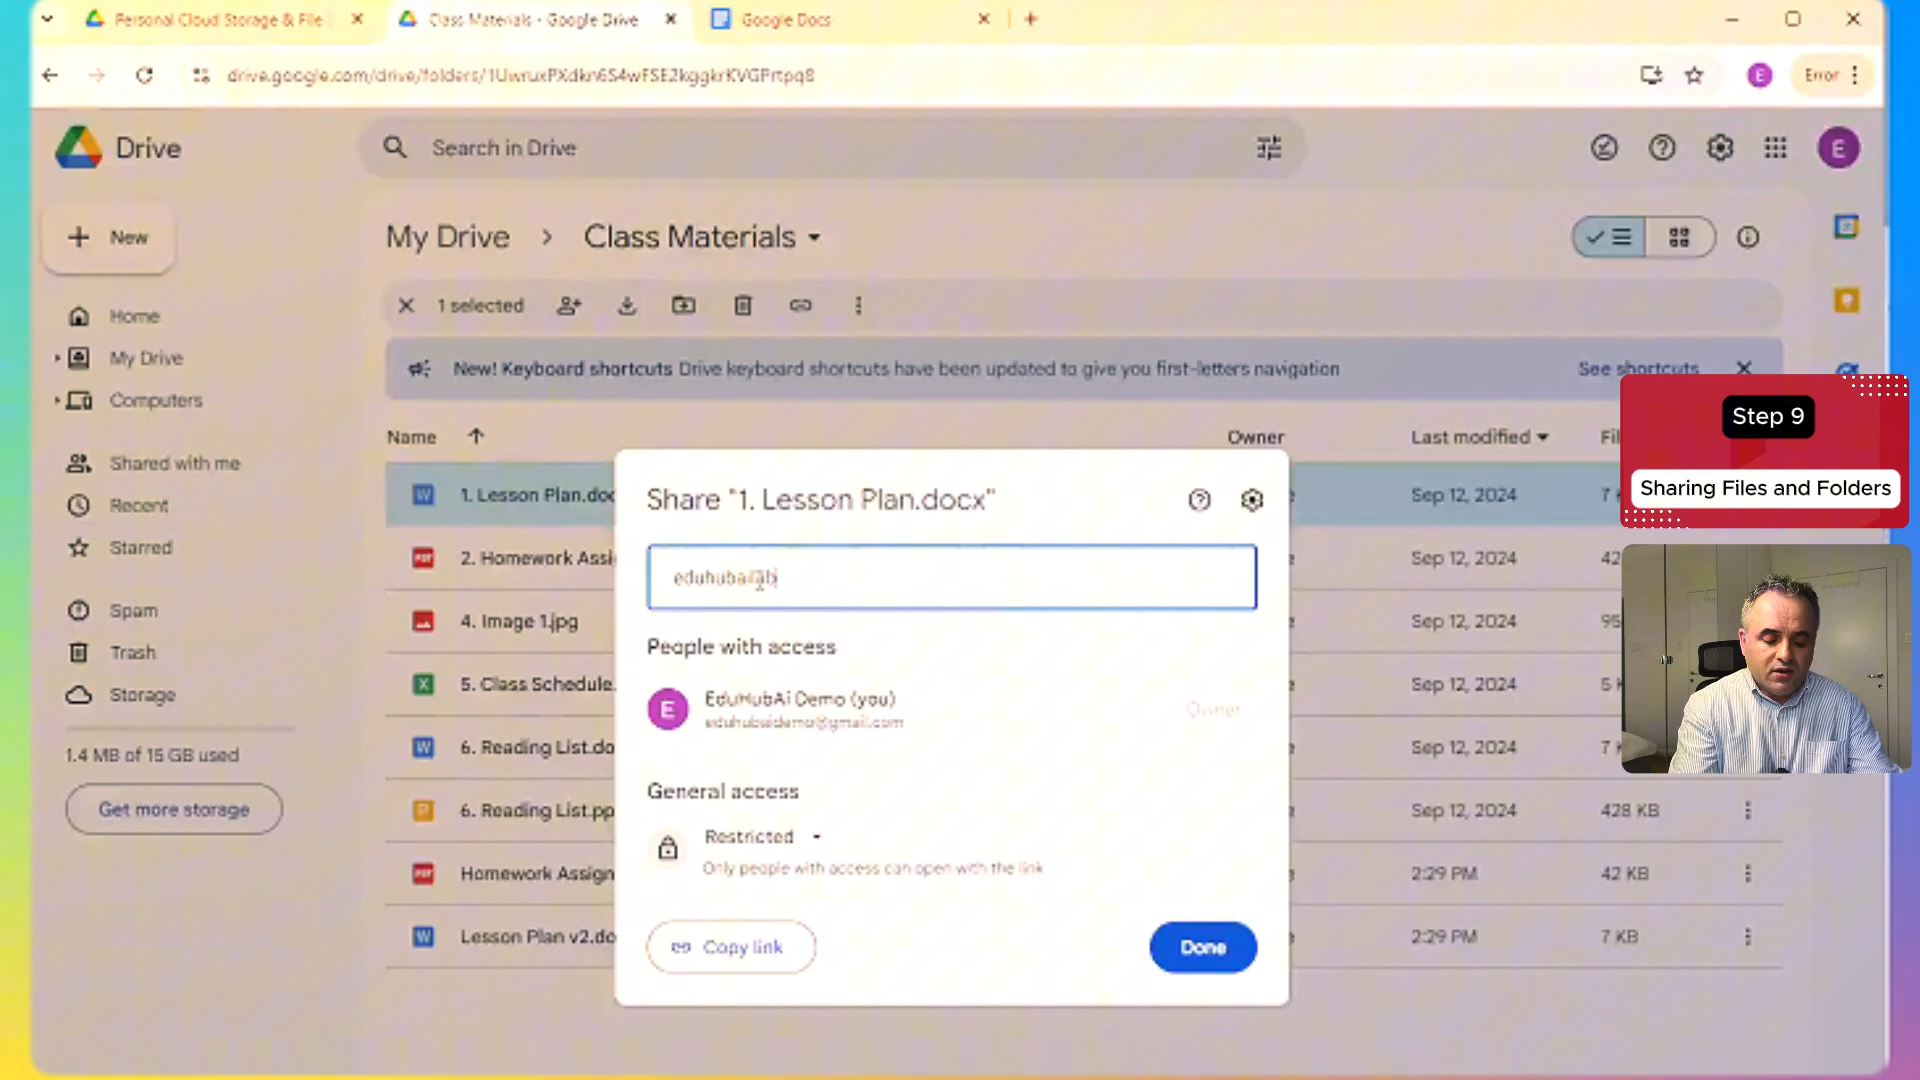 Personal Cloud Storage & File
Class Materials - Google Drive
Google Docs
drive.google.com/drive/folders/1UwruxPXdkn6S4wFSE2kggkrKVGPrtpq8
E
Error
Drive
Search in Drive
E
New
Home
My Drive
Computers
Shared with me
Recent
Starred
Spam
Trash
Storage
1.4 MB of 15 GB used
Get more storage
My Drive > Class Materials
1 selected
New! Keyboard shortcuts Drive keyboard shortcuts have been updated to give you first-letters navigation
See shortcuts
Name
Owner
Last modified
Fil
1. Lesson Plan.doc
Sep 12, 2024
7 K
2. Homework Assi
Sep 12, 2024
42
4. Image 1.jpg
Sep 12, 2024
95
5. Class Schedule.
Sep 12, 2024
5 K
6. Reading List.do
Sep 12, 2024
7 K
6. Reading List.pp
Sep 12, 2024
428 KB
Homework Assign
2:29 PM
42 KB
Lesson Plan v2.do
2:29 PM
7 KB
Share "1. Lesson Plan.docx"
People with access
E
EduHubAi Demo (you)
eduhubaidemo@gmail.com
Owner
General access
Restricted
Only people with access can open with the link
Copy link
Done
Step 9
Sharing Files and Folders